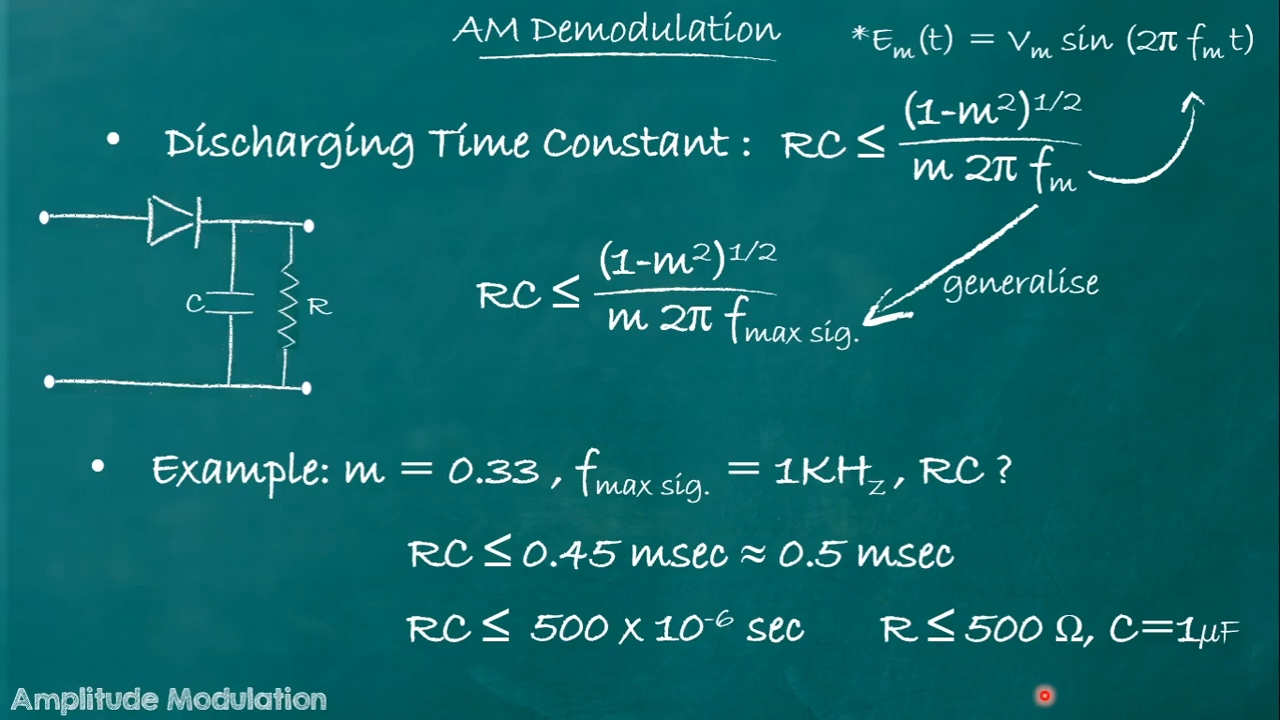 AM Demodulation
*Em(t) = Vm sin (2π fm t)
• Discharging Time Constant : RC ≤ (1-m²)^1/2 / m 2π fm
C
R
RC ≤ (1-m²)^1/2 / m 2π fmax sig.
generalise
• Example: m = 0.33 , fmax sig. = 1KHz , RC ?
RC ≤ 0.45 msec ≈ 0.5 msec
RC ≤ 500 x 10⁻⁶ sec R ≤ 500 Ω, C=1µF
Amplitude Modulation